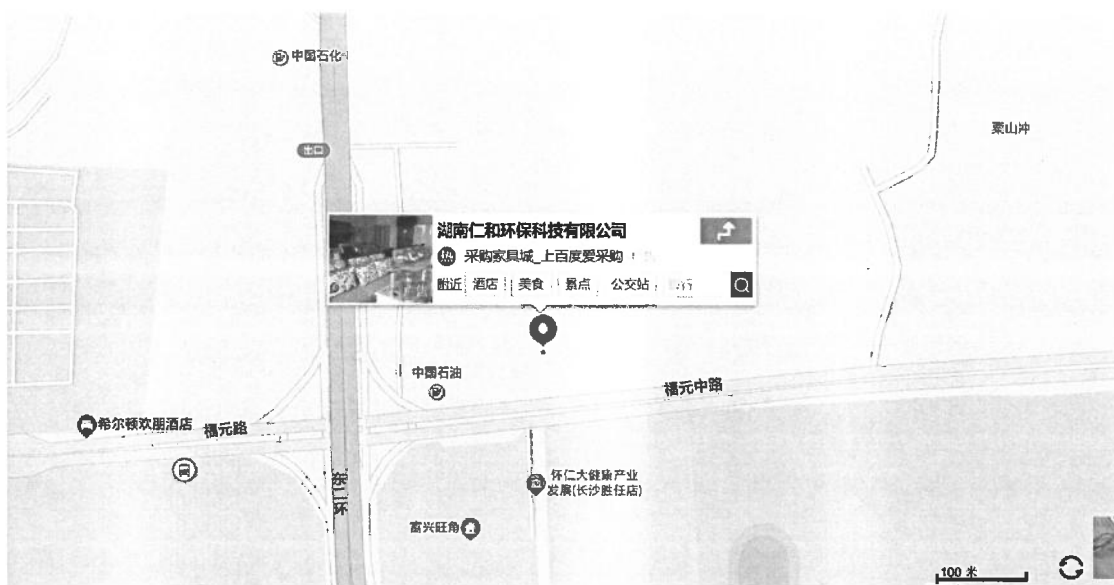 中国石化
出口
栗山冲
湖南仁和环保科技有限公司
采购家具城_上百度爱采购
附近 酒店 美食 景点 公交站
中国石油
福元中路
希尔顿欢朋酒店
福元路
东二环
怀仁大健康产业
发展(长沙胜任店)
富兴旺角
100 米